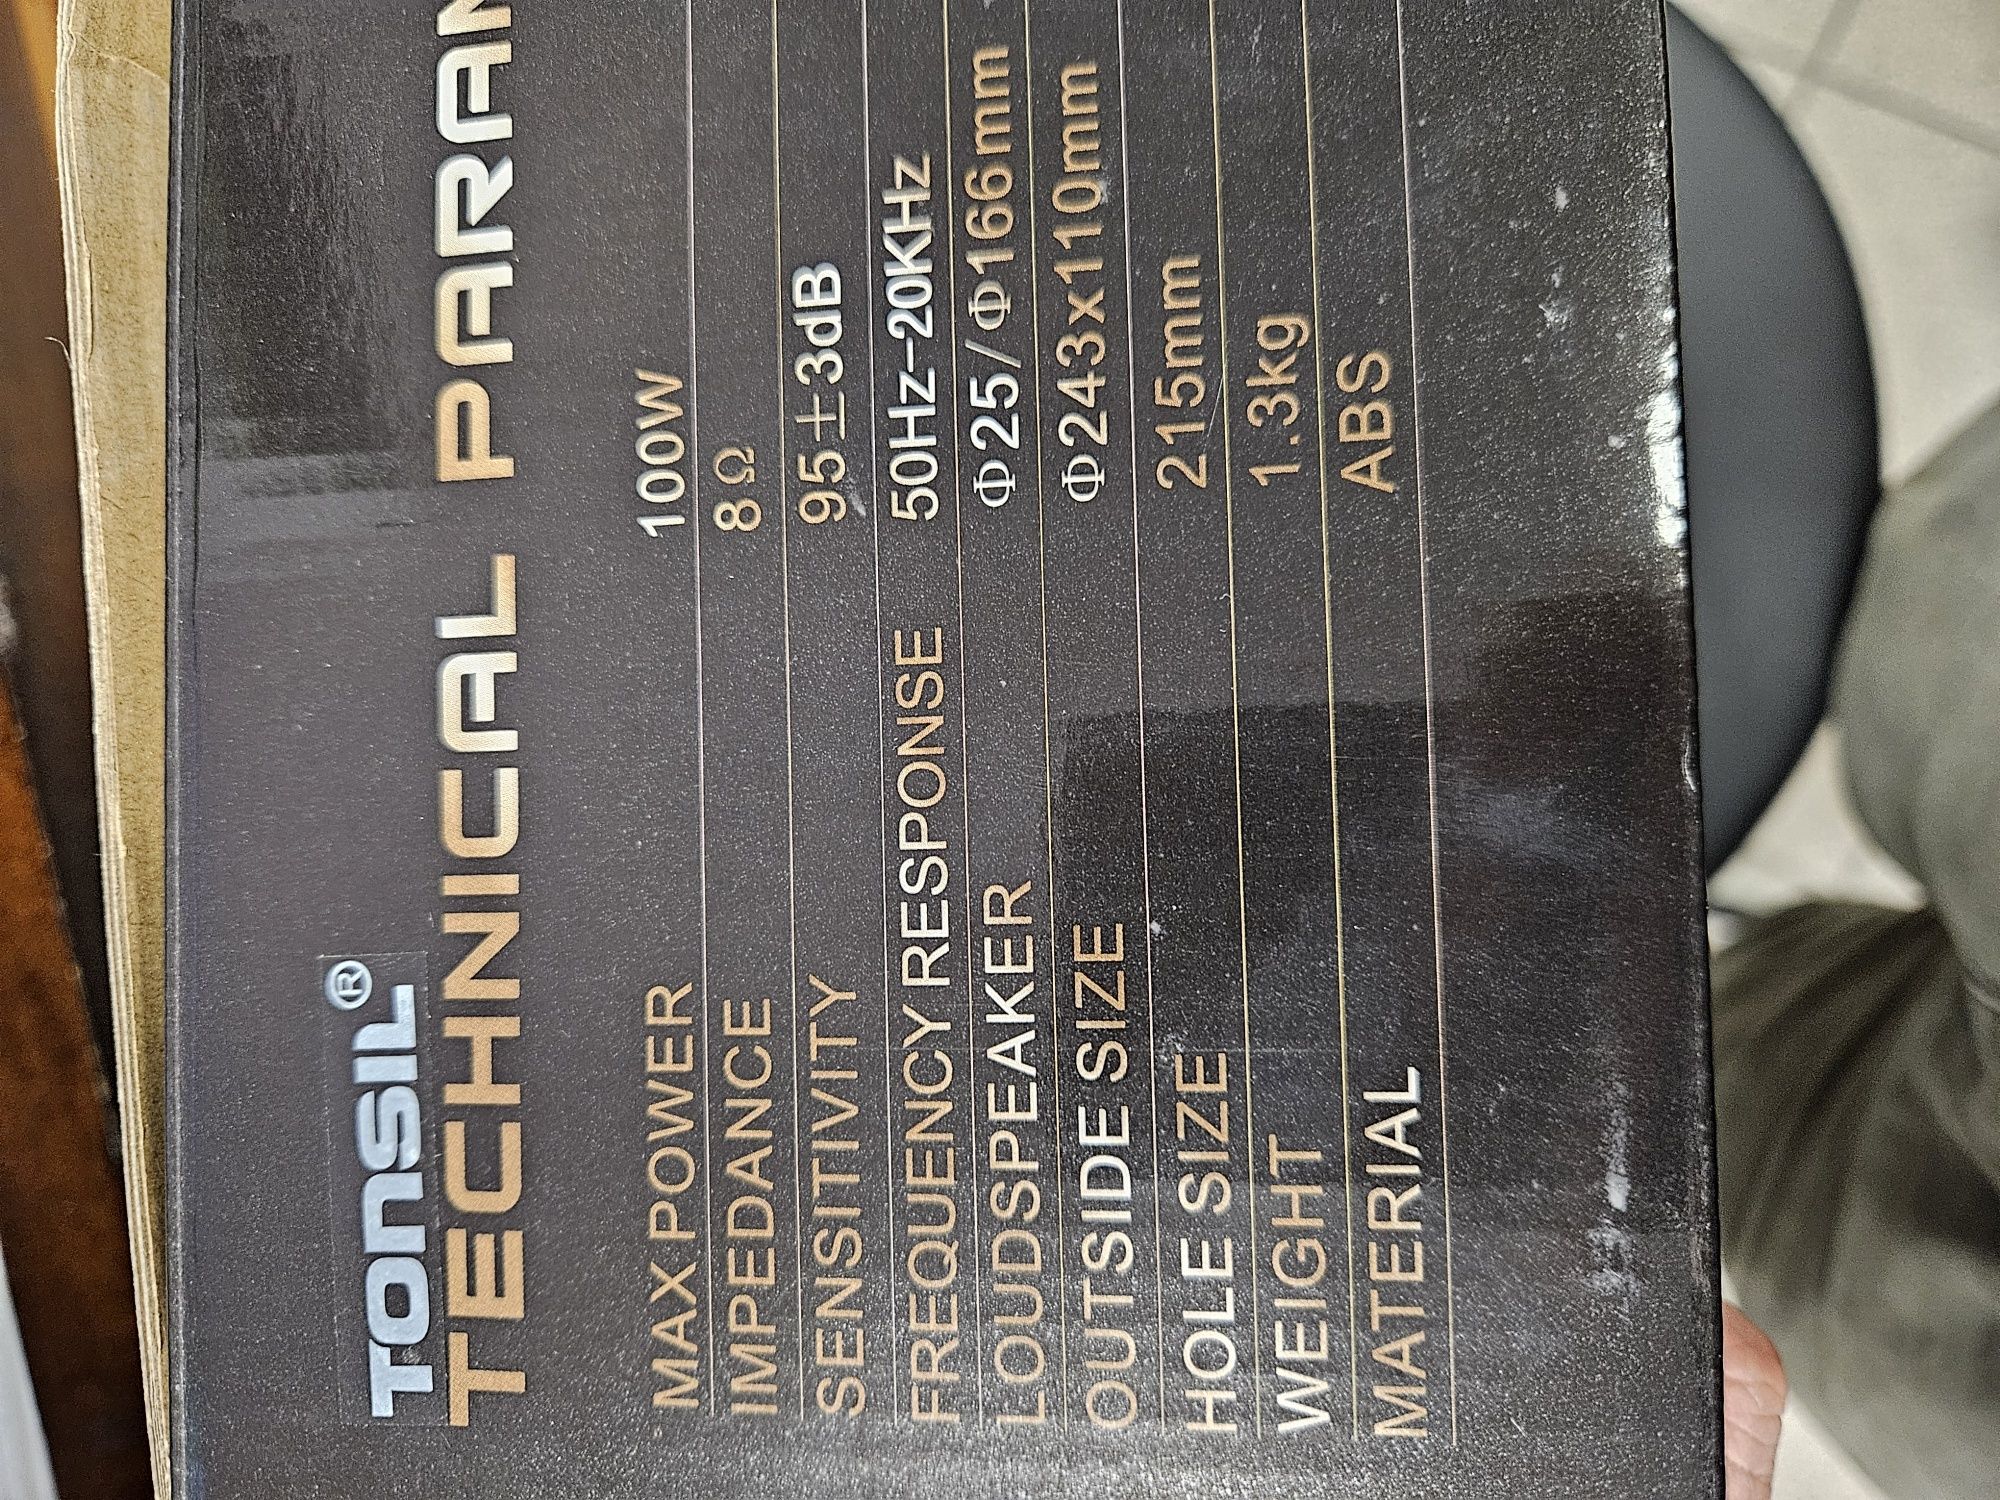 TONSIL®
TECHNICAL PARAM
MAX POWER 100W
IMPEDANCE 8Ω
SENSITIVITY 95±3dB
FREQUENCY RESPONSE 50Hz-20KHz
LOUDSPEAKER Φ25/Φ166mm
OUTSIDE SIZE Φ243x110mm
HOLE SIZE 215mm
WEIGHT 1.3kg
MATERIAL ABS